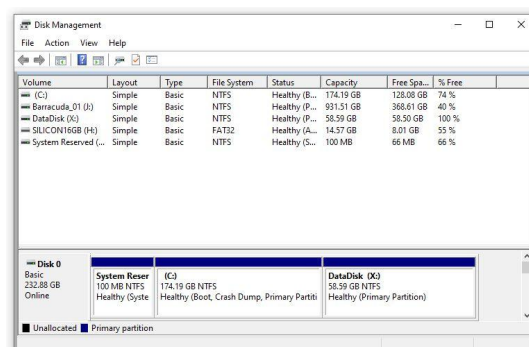 Disk Management
File Action View Help
Volume Layout Type File System Status Capacity Free Spa... % Free
(C:) Simple Basic NTFS Healthy (B... 174.19 GB 128.08 GB 74 %
Barracuda_01 (J:) Simple Basic NTFS Healthy (P... 931.51 GB 368.61 GB 40 %
DataDisk (X:) Simple Basic NTFS Healthy (P... 58.59 GB 58.50 GB 100 %
SILICON16GB (H:) Simple Basic FAT32 Healthy (A... 14.57 GB 8.01 GB 55 %
System Reserved (... Simple Basic NTFS Healthy (S... 100 MB 66 MB 66 %
Disk 0
Basic
232.88 GB
Online
System Reser
100 MB NTFS
Healthy (Syste
(C:)
174.19 GB NTFS
Healthy (Boot, Crash Dump, Primary Partiti
DataDisk (X:)
58.59 GB NTFS
Healthy (Primary Partition)
Unallocated Primary partition